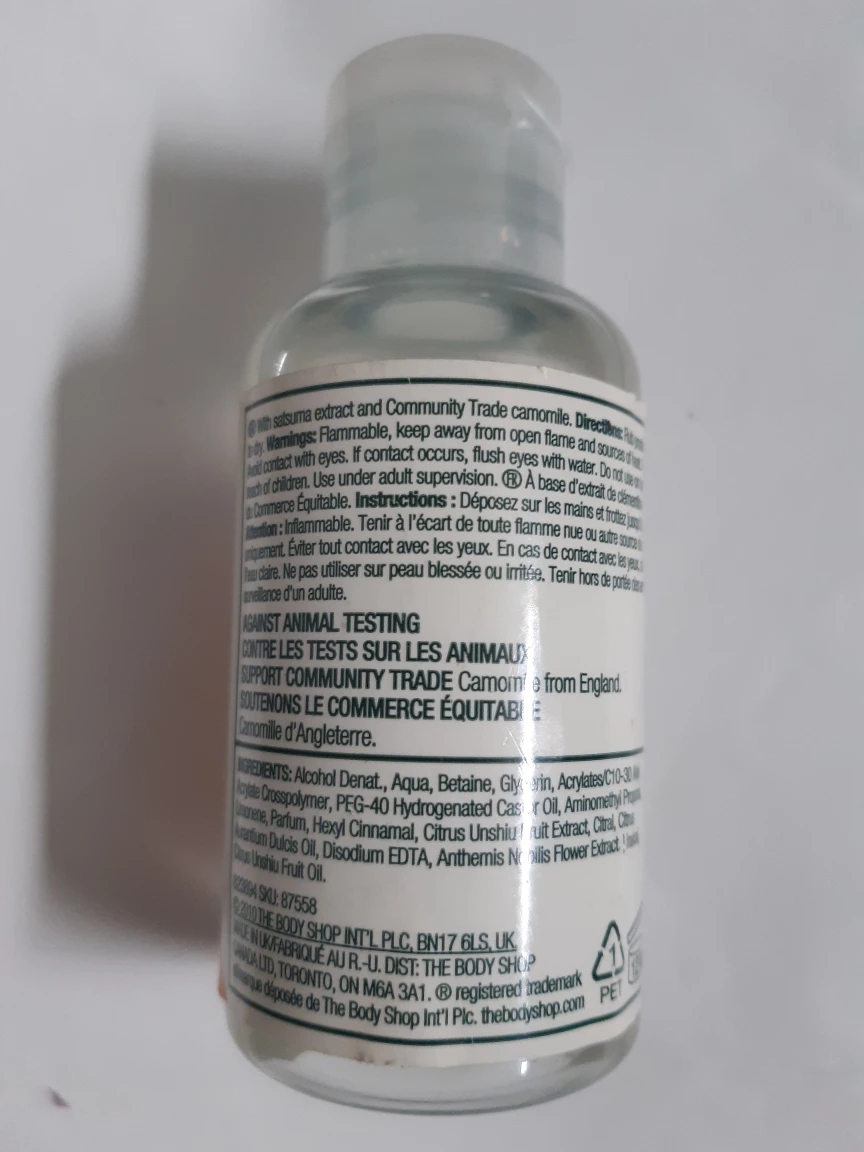 With satsuma extract and Community Trade camomile. Directions: Rub
to dry. Warnings: Flammable, keep away from open flame and sources of heat.
Avoid contact with eyes. If contact occurs, flush eyes with water. Do not use on
reach of children. Use under adult supervision. FR À base d'extrait de clémentin
du Commerce Équitable. Instructions : Déposez sur les mains et frottez jusqu
Attention : Inflammable. Tenir à l'écart de toute flamme nue ou autre source
uniquement. Éviter tout contact avec les yeux. En cas de contact avec les yeux,
l'eau claire. Ne pas utiliser sur peau blessée ou irritée. Tenir hors de portée des
surveillance d'un adulte.
AGAINST ANIMAL TESTING
CONTRE LES TESTS SUR LES ANIMAUX
SUPPORT COMMUNITY TRADE Camomile from England.
SOUTENONS LE COMMERCE ÉQUITABLE
Camomille d'Angleterre.
INGREDIENTS: Alcohol Denat., Aqua, Betaine, Glycerin, Acrylates/C10-30
Acrylate Crosspolymer, PEG-40 Hydrogenated Castor Oil, Aminomethyl
Limonene, Parfum, Hexyl Cinnamal, Citrus Unshiu Fruit Extract, Citral, Citrus
Aurantium Dulcis Oil, Disodium EDTA, Anthemis Nobilis Flower Extract.
Citrus Unshiu Fruit Oil.
SKU: 87558
© 2010 THE BODY SHOP INT'L PLC, BN17 6LS, UK
MADE IN UK/FABRIQUÉ AU R.-U. DIST: THE BODY SHOP
CANADA LTD, TORONTO, ON M6A 3A1. ® registered trademark
marque déposée de The Body Shop Int'l Plc. thebodyshop.com
1
PET